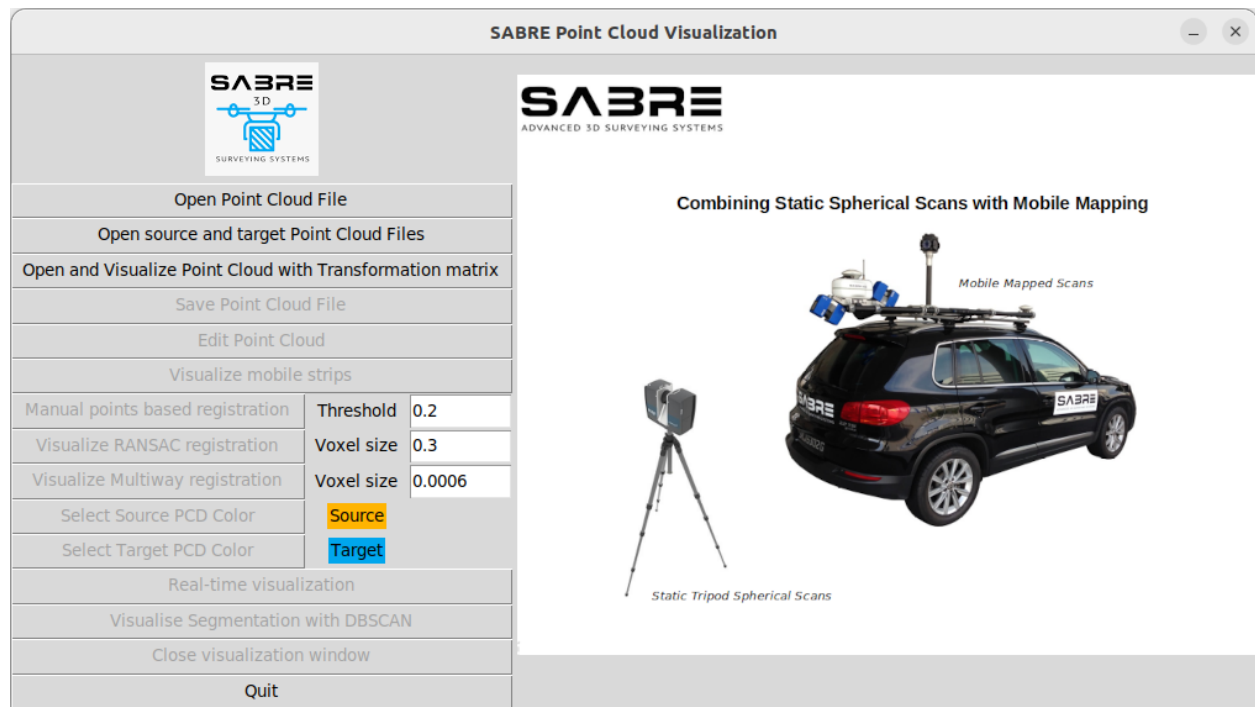 SABRE Point Cloud Visualization
SABRE
3D
SURVEYING SYSTEMS
Open Point Cloud File
Open source and target Point Cloud Files
Open and Visualize Point Cloud with Transformation matrix
Save Point Cloud File
Edit Point Cloud
Visualize mobile strips
Manual points based registration Threshold 0.2
Visualize RANSAC registration Voxel size 0.3
Visualize Multiway registration Voxel size 0.0006
Select Source PCD Color Source
Select Target PCD Color Target
Real-time visualization
Visualise Segmentation with DBSCAN
Close visualization window
Quit
SABRE
ADVANCED 3D SURVEYING SYSTEMS
Combining Static Spherical Scans with Mobile Mapping
Mobile Mapped Scans
SABRE
SABRE
Static Tripod Spherical Scans